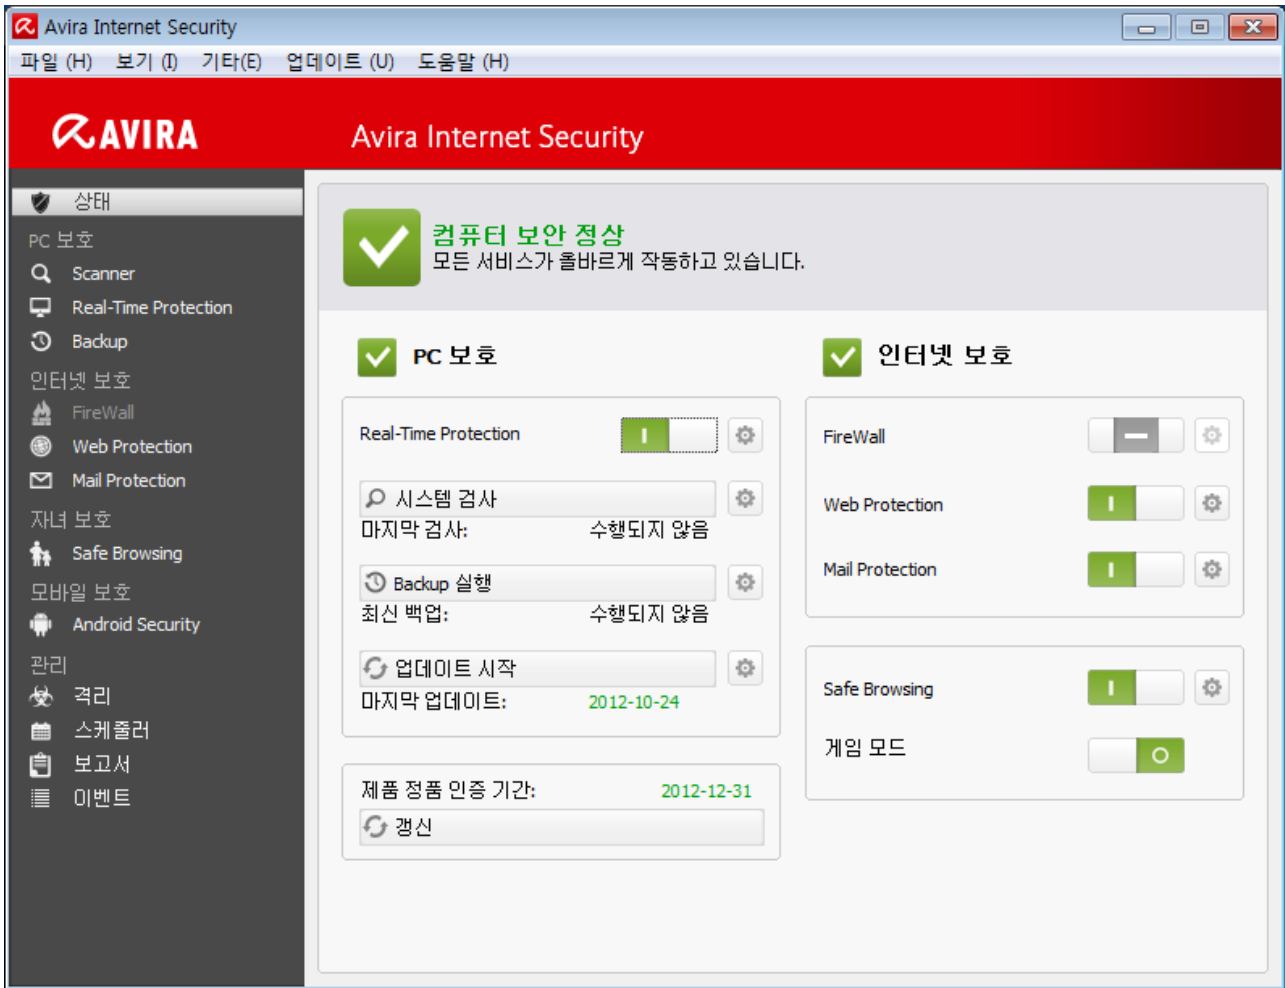 Avira Internet Security
파일 (H) 보기 (I) 기타(E) 업데이트 (U) 도움말 (H)
AVIRA
Avira Internet Security
상태
PC 보호
Scanner
Real-Time Protection
Backup
인터넷 보호
FireWall
Web Protection
Mail Protection
자녀 보호
Safe Browsing
모바일 보호
Android Security
관리
격리
스케줄러
보고서
이벤트
컴퓨터 보안 정상
모든 서비스가 올바르게 작동하고 있습니다.
PC 보호
Real-Time Protection
시스템 검사
마지막 검사: 수행되지 않음
Backup 실행
최신 백업: 수행되지 않음
업데이트 시작
마지막 업데이트: 2012-10-24
제품 정품 인증 기간: 2012-12-31
갱신
인터넷 보호
FireWall
Web Protection
Mail Protection
Safe Browsing
게임 모드